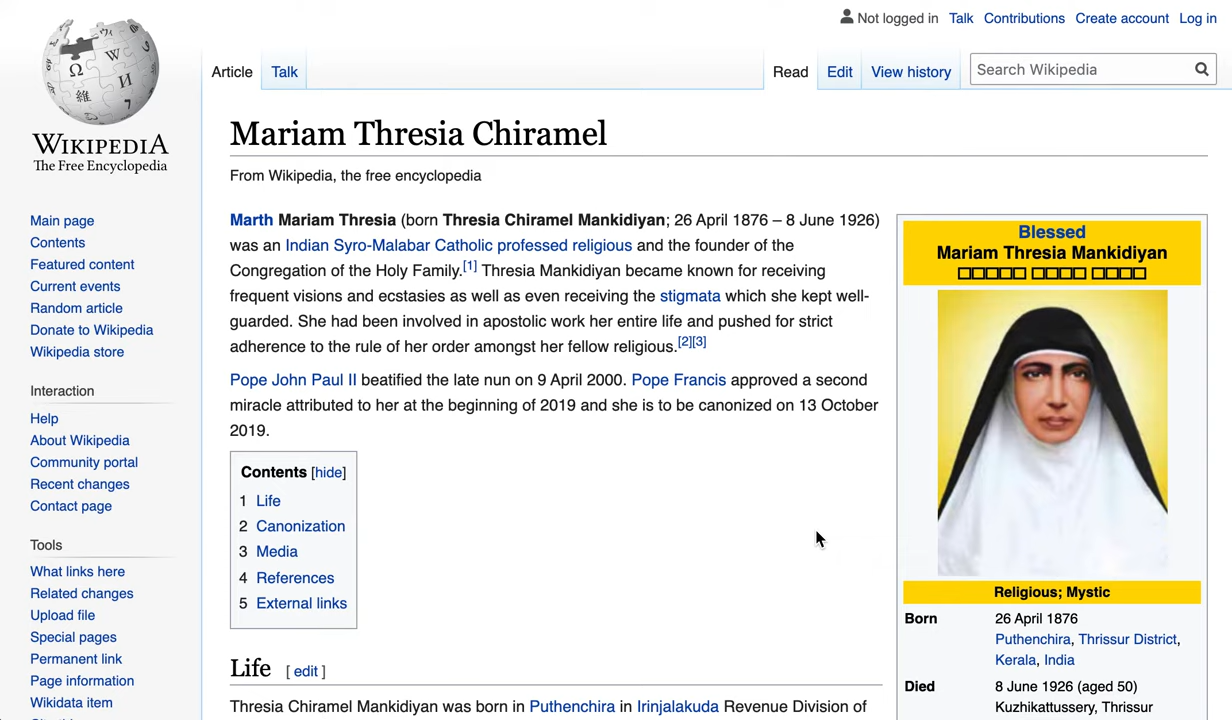 Not logged in Talk Contributions Create account Log in
Article Talk Read Edit View history Search Wikipedia
WIKIPEDIA
The Free Encyclopedia
Main page
Contents
Featured content
Current events
Random article
Donate to Wikipedia
Wikipedia store
Interaction
Help
About Wikipedia
Community portal
Recent changes
Contact page
Tools
What links here
Related changes
Upload file
Special pages
Permanent link
Page information
Wikidata item
Mariam Thresia Chiramel
From Wikipedia, the free encyclopedia
Marth Mariam Thresia (born Thresia Chiramel Mankidiyan; 26 April 1876 – 8 June 1926)
was an Indian Syro-Malabar Catholic professed religious and the founder of the
Congregation of the Holy Family.[1] Thresia Mankidiyan became known for receiving
frequent visions and ecstasies as well as even receiving the stigmata which she kept well-
guarded. She had been involved in apostolic work her entire life and pushed for strict
adherence to the rule of her order amongst her fellow religious.[2][3]
Pope John Paul II beatified the late nun on 9 April 2000. Pope Francis approved a second
miracle attributed to her at the beginning of 2019 and she is to be canonized on 13 October
2019.
Contents [hide]
1 Life
2 Canonization
3 Media
4 References
5 External links
Life [ edit ]
Thresia Chiramel Mankidiyan was born in Puthenchira in Irinjalakuda Revenue Division of
Blessed
Mariam Thresia Mankidiyan
Religious; Mystic
Born 26 April 1876
Puthenchira, Thrissur District,
Kerala, India
Died 8 June 1926 (aged 50)
Kuzhikattussery, Thrissur